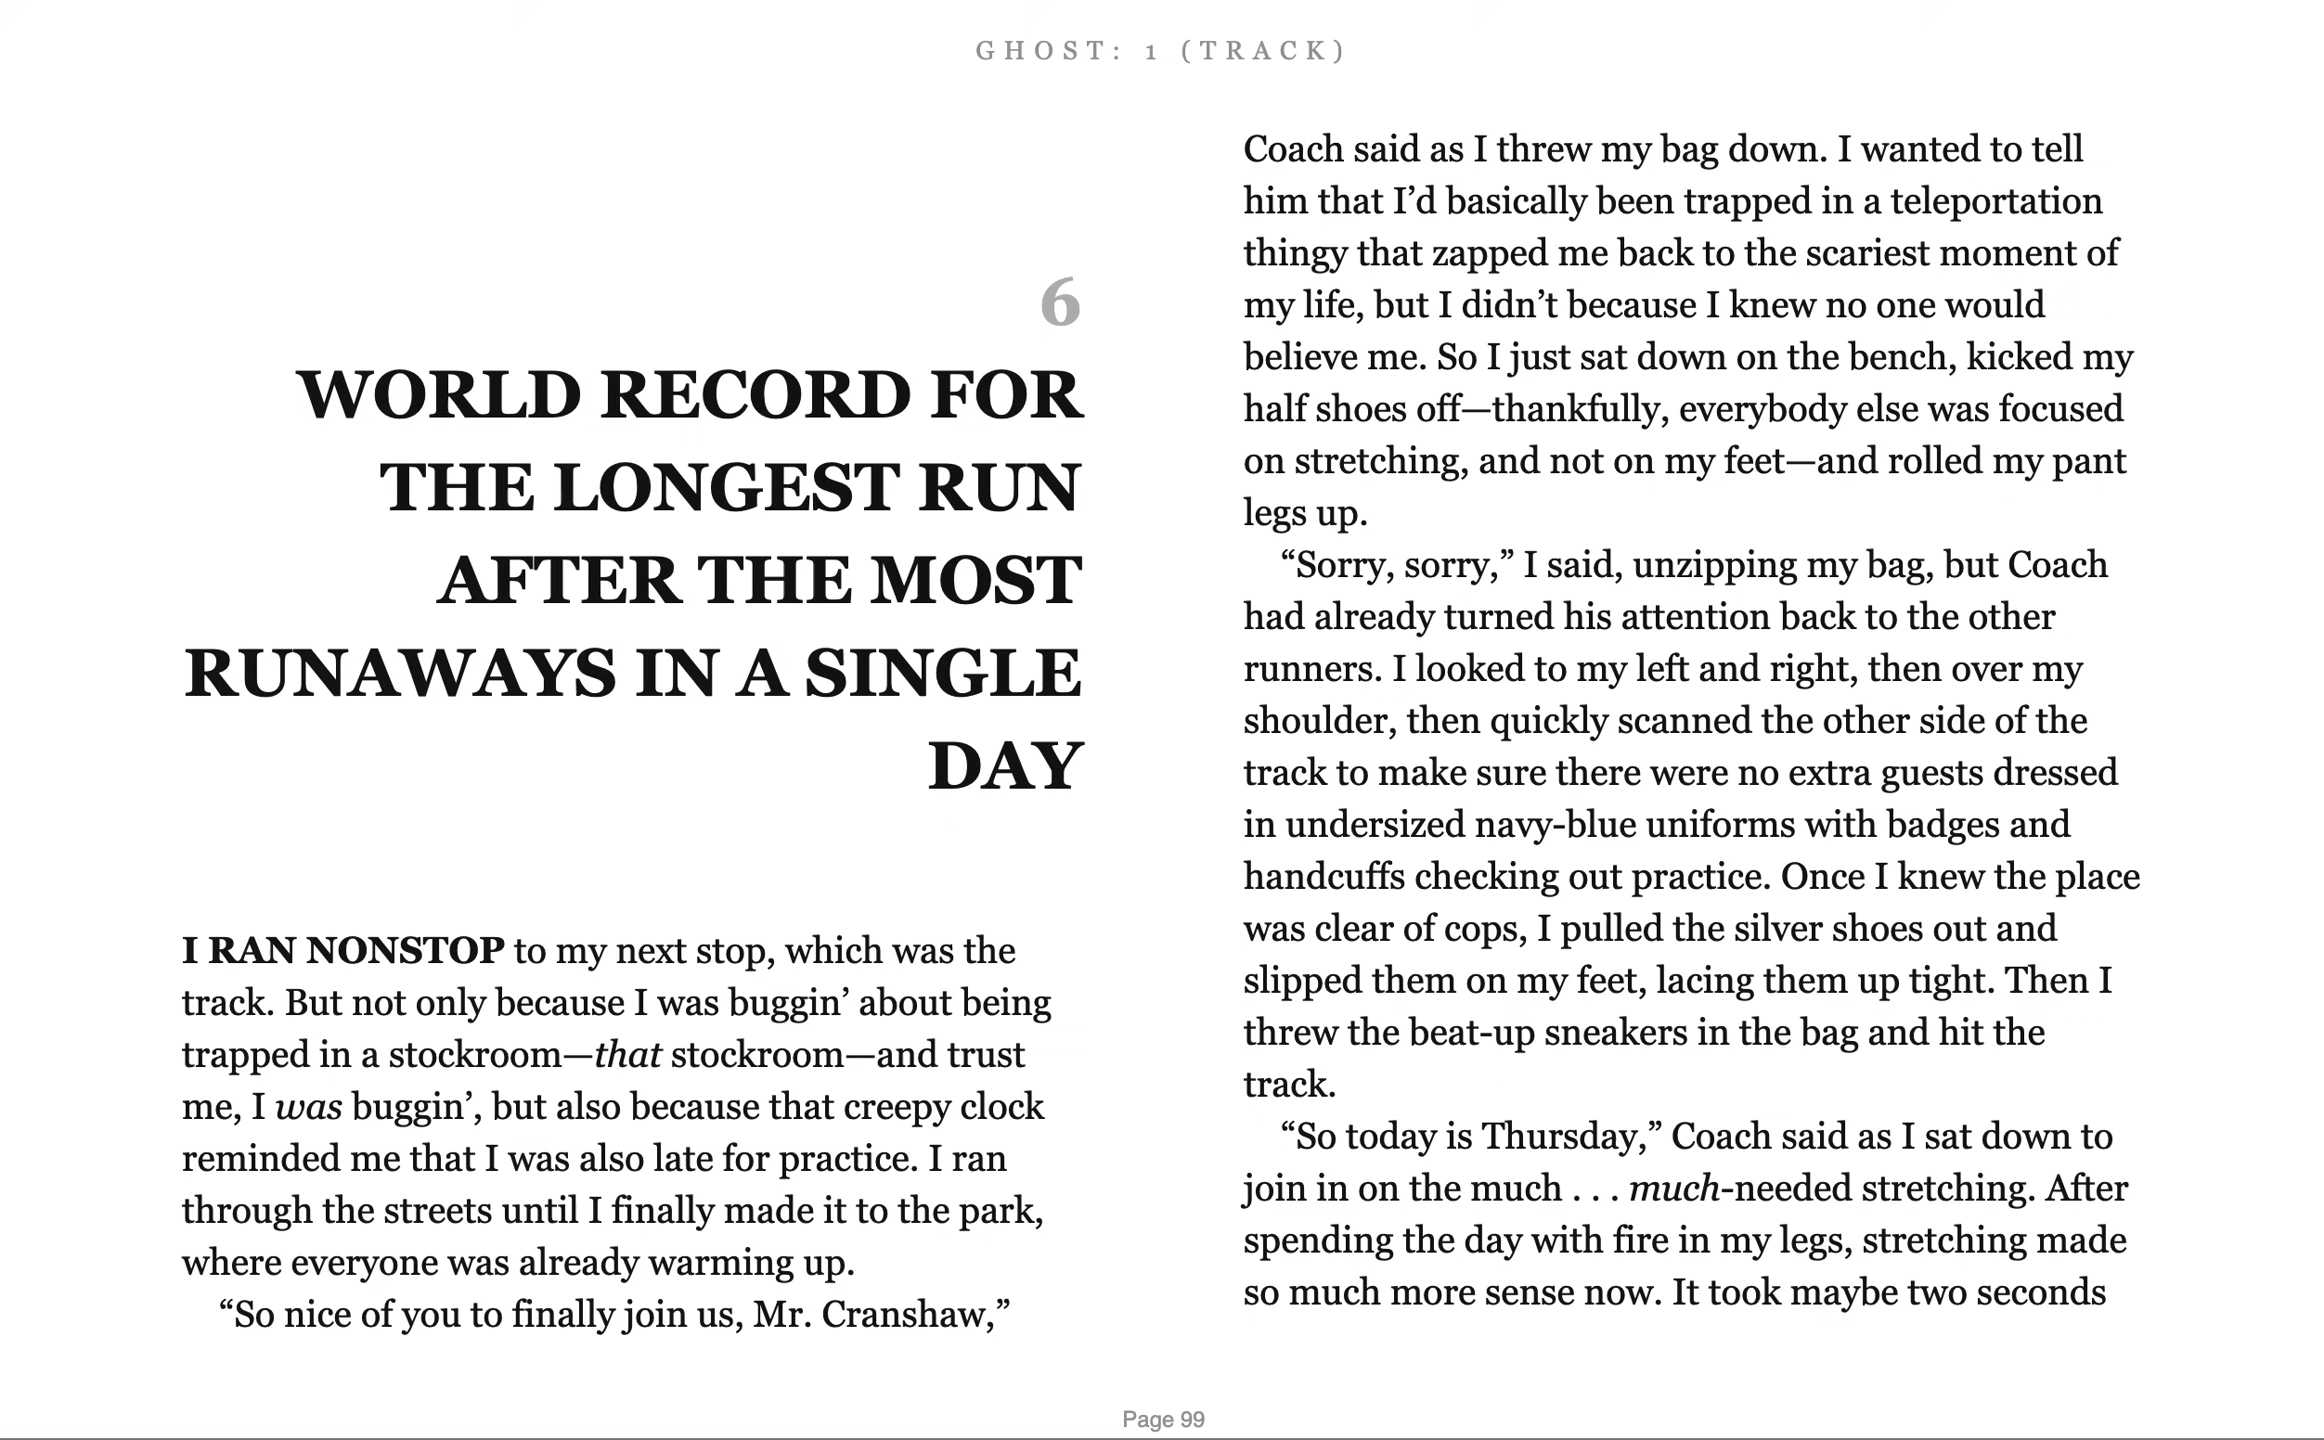 GHOST: 1 (TRACK)
6
WORLD RECORD FOR
THE LONGEST RUN
AFTER THE MOST
RUNAWAYS IN A SINGLE
DAY
I RAN NONSTOP to my next stop, which was the
track. But not only because I was buggin’ about being
trapped in a stockroom—that stockroom—and trust
me, I was buggin’, but also because that creepy clock
reminded me that I was also late for practice. I ran
through the streets until I finally made it to the park,
where everyone was already warming up.
“So nice of you to finally join us, Mr. Cranshaw,”
Coach said as I threw my bag down. I wanted to tell
him that I’d basically been trapped in a teleportation
thingy that zapped me back to the scariest moment of
my life, but I didn’t because I knew no one would
believe me. So I just sat down on the bench, kicked my
half shoes off—thankfully, everybody else was focused
on stretching, and not on my feet—and rolled my pant
legs up.
“Sorry, sorry,” I said, unzipping my bag, but Coach
had already turned his attention back to the other
runners. I looked to my left and right, then over my
shoulder, then quickly scanned the other side of the
track to make sure there were no extra guests dressed
in undersized navy-blue uniforms with badges and
handcuffs checking out practice. Once I knew the place
was clear of cops, I pulled the silver shoes out and
slipped them on my feet, lacing them up tight. Then I
threw the beat-up sneakers in the bag and hit the
track.
“So today is Thursday,” Coach said as I sat down to
join in on the much . . . much-needed stretching. After
spending the day with fire in my legs, stretching made
so much more sense now. It took maybe two seconds
Page 99